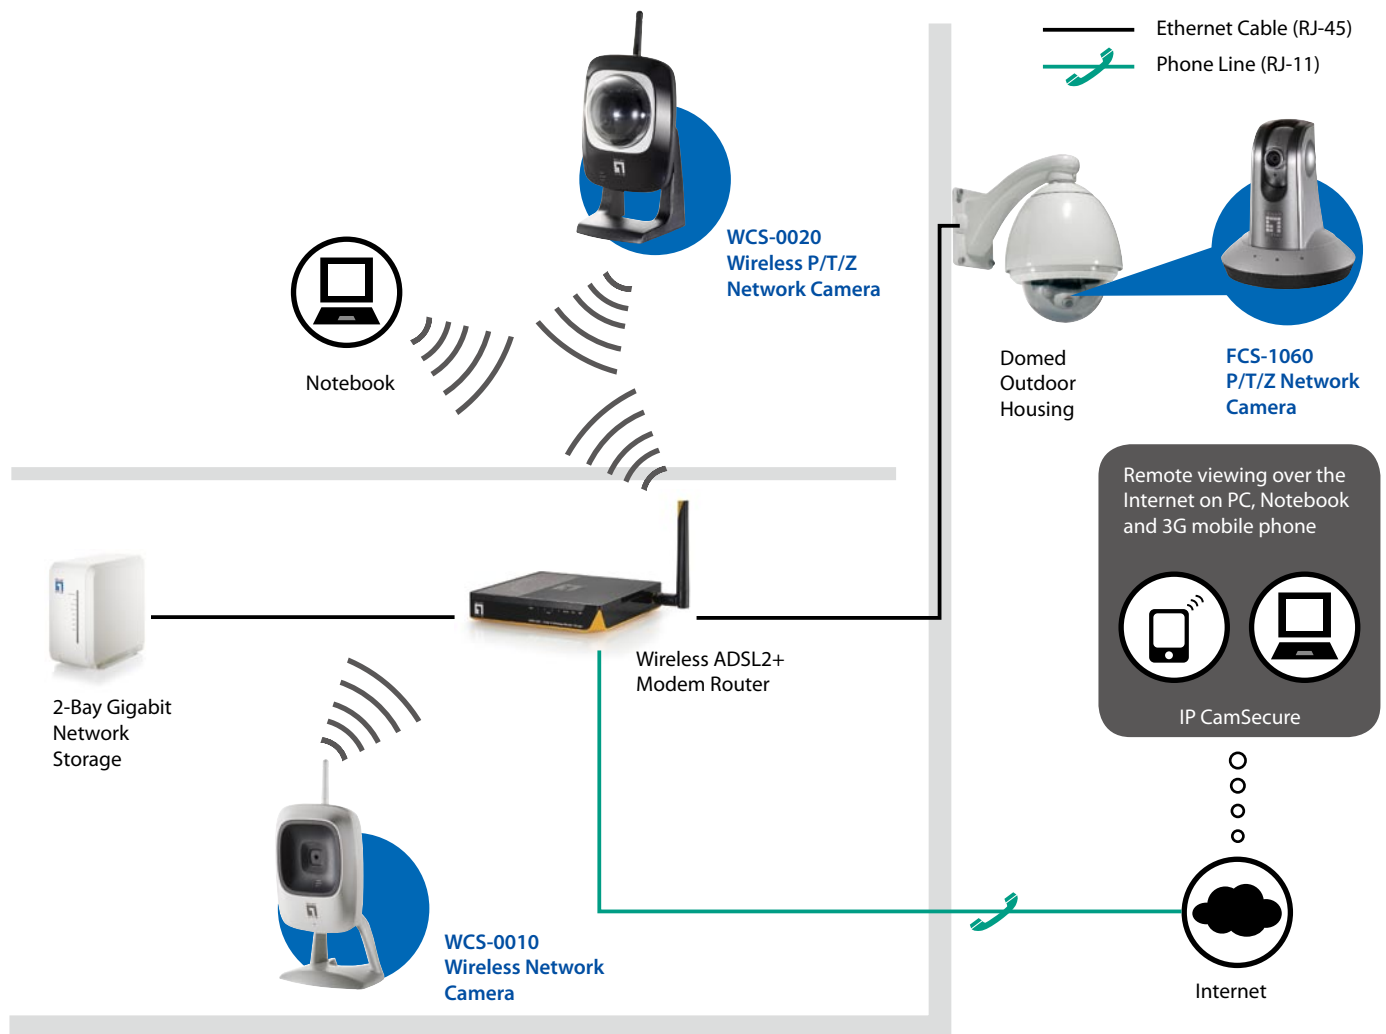 Ethernet Cable (RJ-45)
Phone Line (RJ-11)
WCS-0020
Wireless P/T/Z
Network Camera
Notebook
Domed
Outdoor
Housing
FCS-1060
P/T/Z Network
Camera
Remote viewing over the
Internet on PC, Notebook
and 3G mobile phone
IP CamSecure
Wireless ADSL2+
Modem Router
2-Bay Gigabit
Network
Storage
WCS-0010
Wireless Network
Camera
Internet